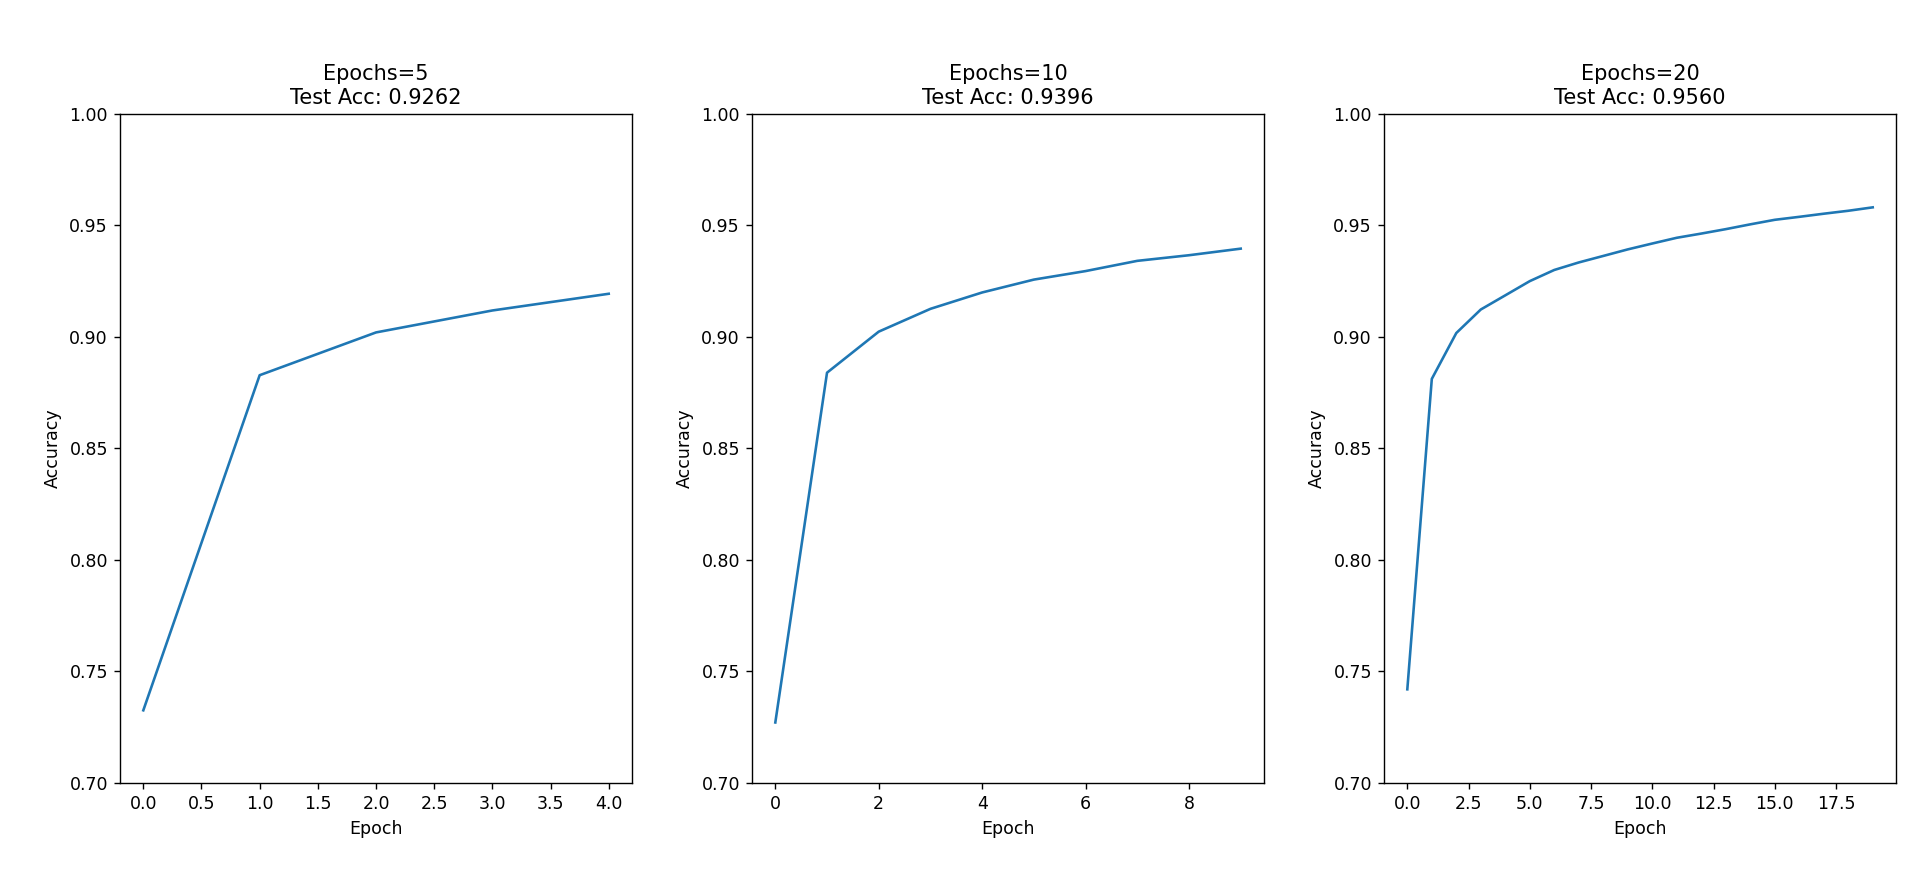 Epochs=5
Test Acc: 0.9262
1.00
0.95
0.90
0.85
0.80
0.75
0.70
Accuracy
0.0 0.5 1.0 1.5 2.0 2.5 3.0 3.5 4.0
Epoch
Epochs=10
Test Acc: 0.9396
1.00
0.95
0.90
0.85
0.80
0.75
0.70
Accuracy
0 2 4 6 8
Epoch
Epochs=20
Test Acc: 0.9560
1.00
0.95
0.90
0.85
0.80
0.75
0.70
Accuracy
0.0 2.5 5.0 7.5 10.0 12.5 15.0 17.5
Epoch